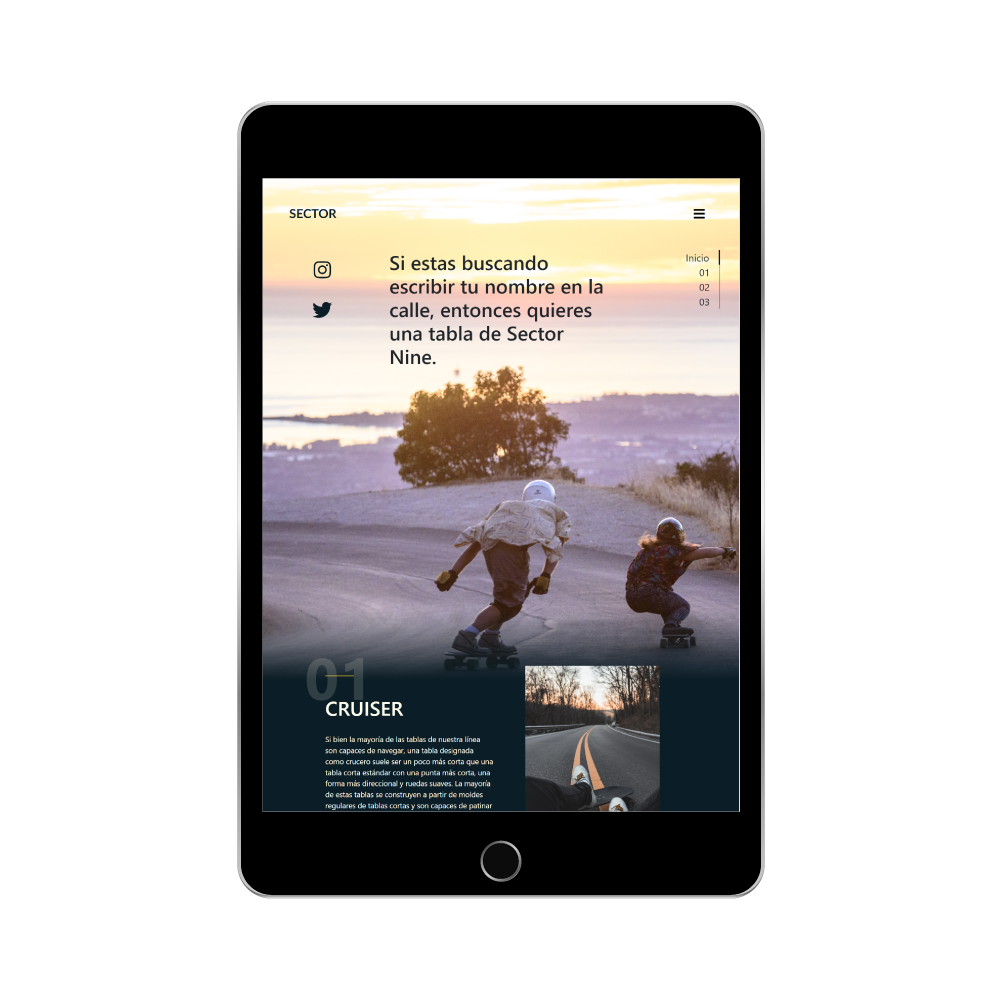 SECTOR
Si estas buscando
escribir tu nombre en la
calle, entonces quieres
una tabla de Sector
Nine.
Inicio
01
02
03
01
CRUISER
Si bien la mayoría de las tablas de nuestra línea
son capaces de navegar, una tabla designada
como crucero suele ser un poco más corta que una
tabla corta estándar con una punta más corta, una
forma más direccional y ruedas suaves. La mayoría
de estas tablas se construyen a partir de moldes
regulares de tablas cortas y son capaces de patinar